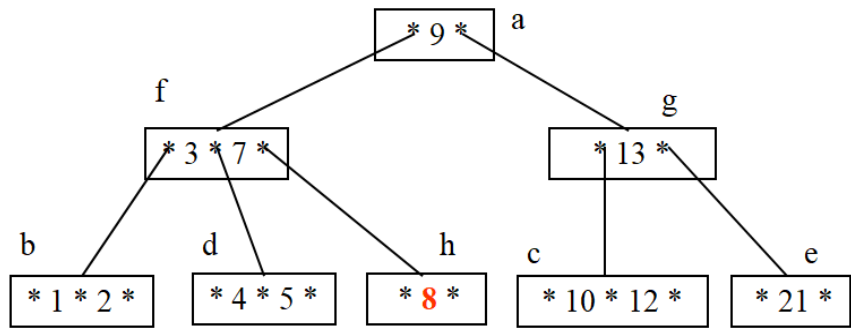 a
* 9 *
f
g
* 3 * 7 *
* 13 *
b
d
h
c
e
* 1 * 2 *
* 4 * 5 *
* 8 *
* 10 * 12 *
* 21 *